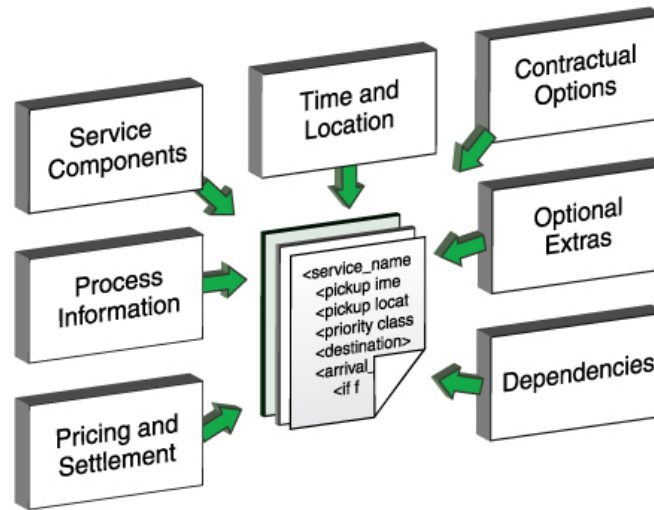 Service
Components
Time and
Location
Contractual
Options
Process
Information
Optional
Extras
Pricing and
Settlement
Dependencies
<service_name
<pickup ime
<pickup locat
<priority class
<destination>
<arrival_
<if f